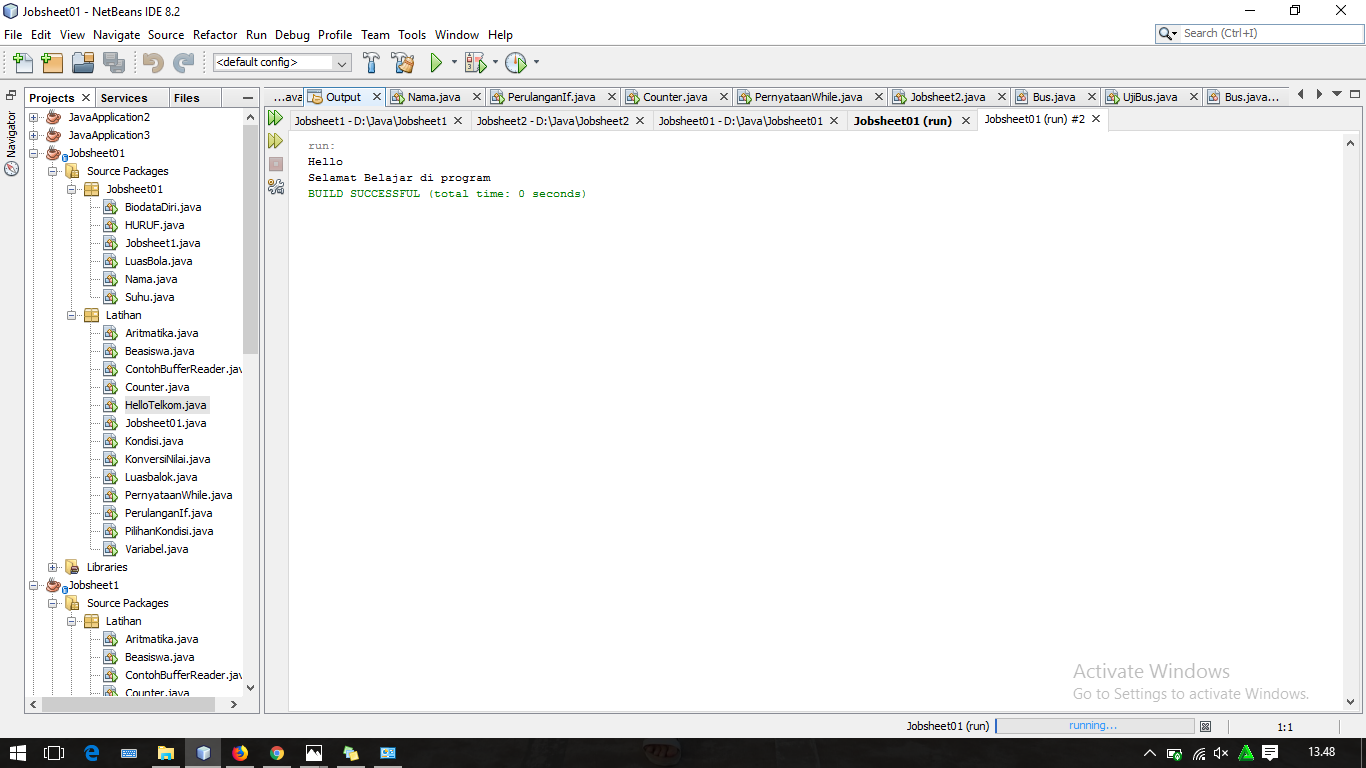 Jobsheet01 - NetBeans IDE 8.2
File Edit View Navigate Source Refactor Run Debug Profile Team Tools Window Help
Search (Ctrl+I)
<default config>
Projects Services Files
...ava Output Nama.java PerulanganIf.java Counter.java PernyataanWhile.java Jobsheet2.java Bus.java UjiBus.java Bus.java...
Jobsheet1 - D:\Java\Jobsheet1 Jobsheet2 - D:\Java\Jobsheet2 Jobsheet01 - D:\Java\Jobsheet01 Jobsheet01 (run) Jobsheet01 (run) #2
Navigator
JavaApplication2
JavaApplication3
Jobsheet01
Source Packages
Jobsheet01
BiodataDiri.java
HURUF.java
Jobsheet1.java
LuasBola.java
Nama.java
Suhu.java
Latihan
Aritmatika.java
Beasiswa.java
ContohBufferReader.jav
Counter.java
HelloTelkom.java
Jobsheet01.java
Kondisi.java
KonversiNilai.java
Luasbalok.java
PernyataanWhile.java
PerulanganIf.java
PilihanKondisi.java
Variabel.java
Libraries
Jobsheet1
Source Packages
Latihan
Aritmatika.java
Beasiswa.java
ContohBufferReader.jav
Counter.java
run:
Hello
Selamat Belajar di program
BUILD SUCCESSFUL (total time: 0 seconds)
Activate Windows
Go to Settings to activate Windows.
Jobsheet01 (run) running... 1:1
13.48